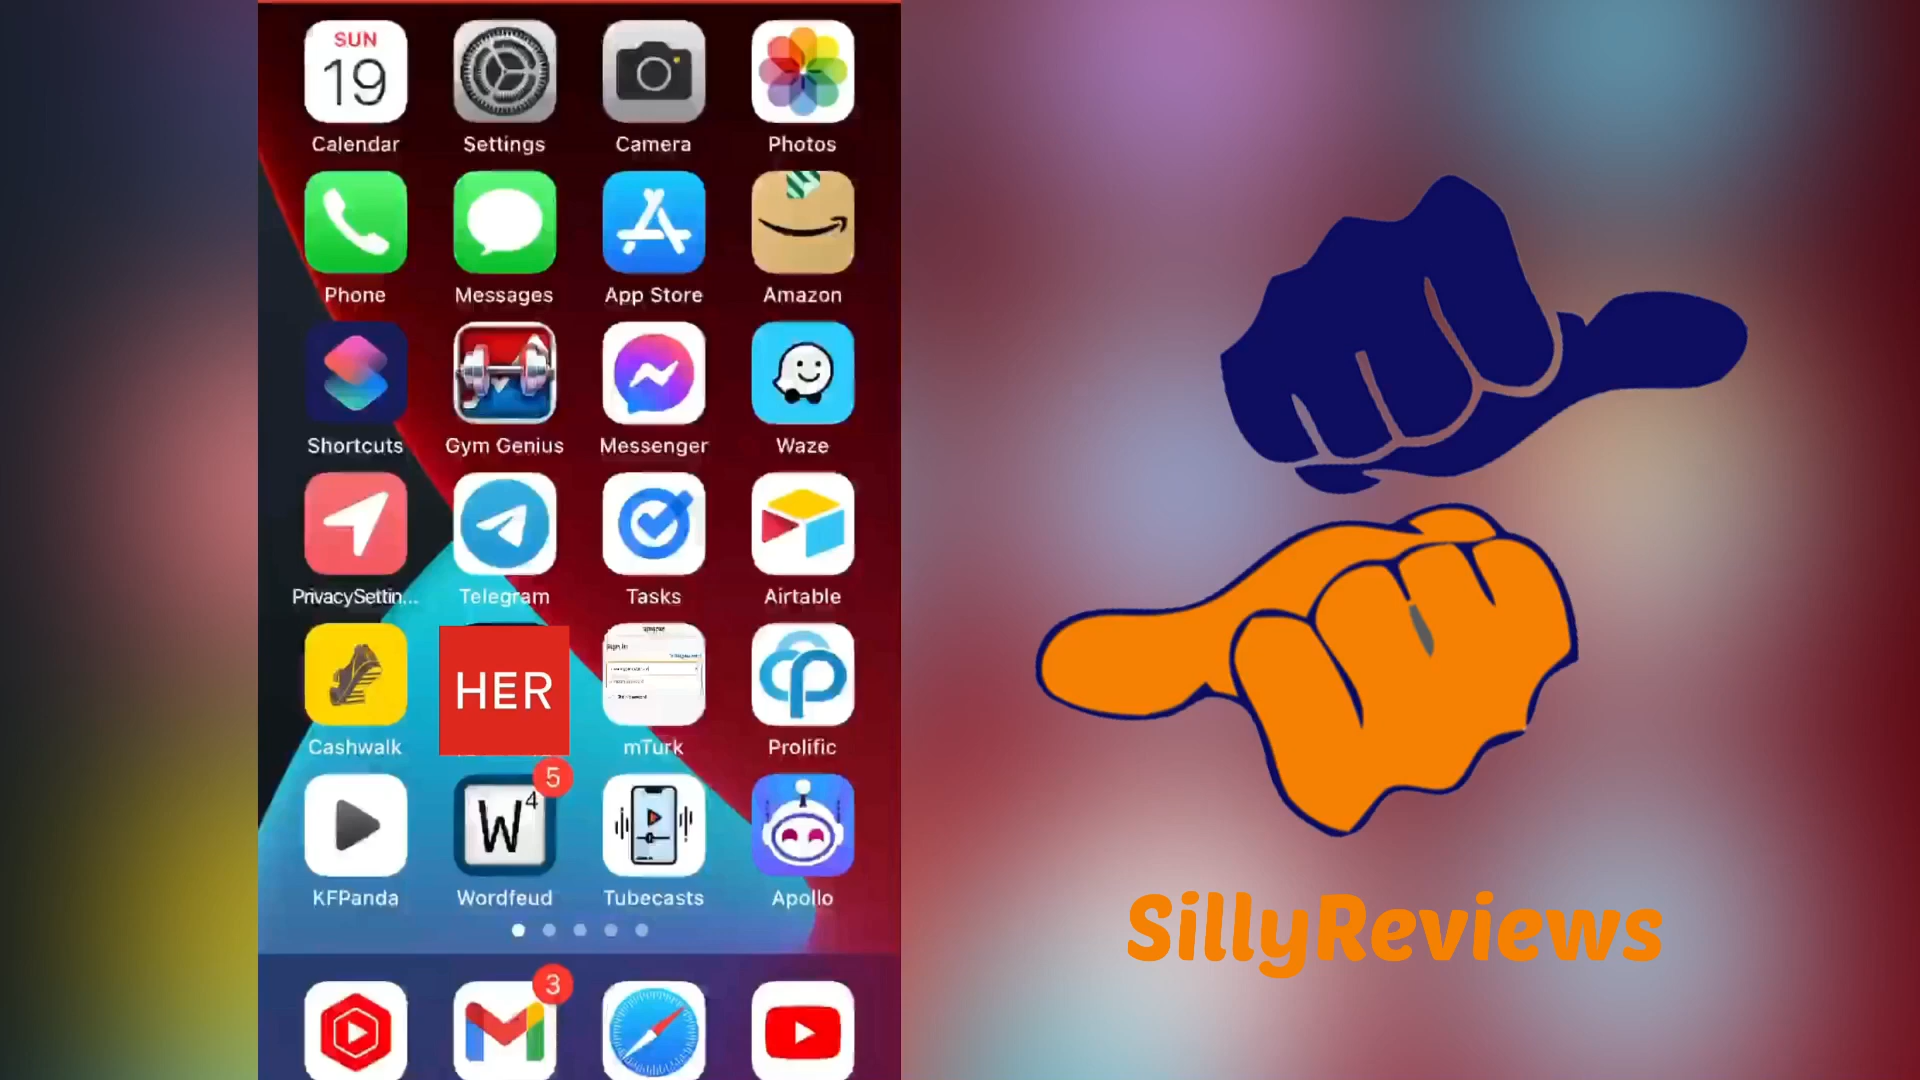 SUN
19
Calendar Settings Camera Photos
Phone Messages App Store Amazon
Shortcuts Gym Genius Messenger Waze
PrivacySettin... Telegram Tasks Airtable
HER
Cashwalk mTurk Prolific
5
W4
KFPanda Wordfeud Tubecasts Apollo
3
SillyReviews